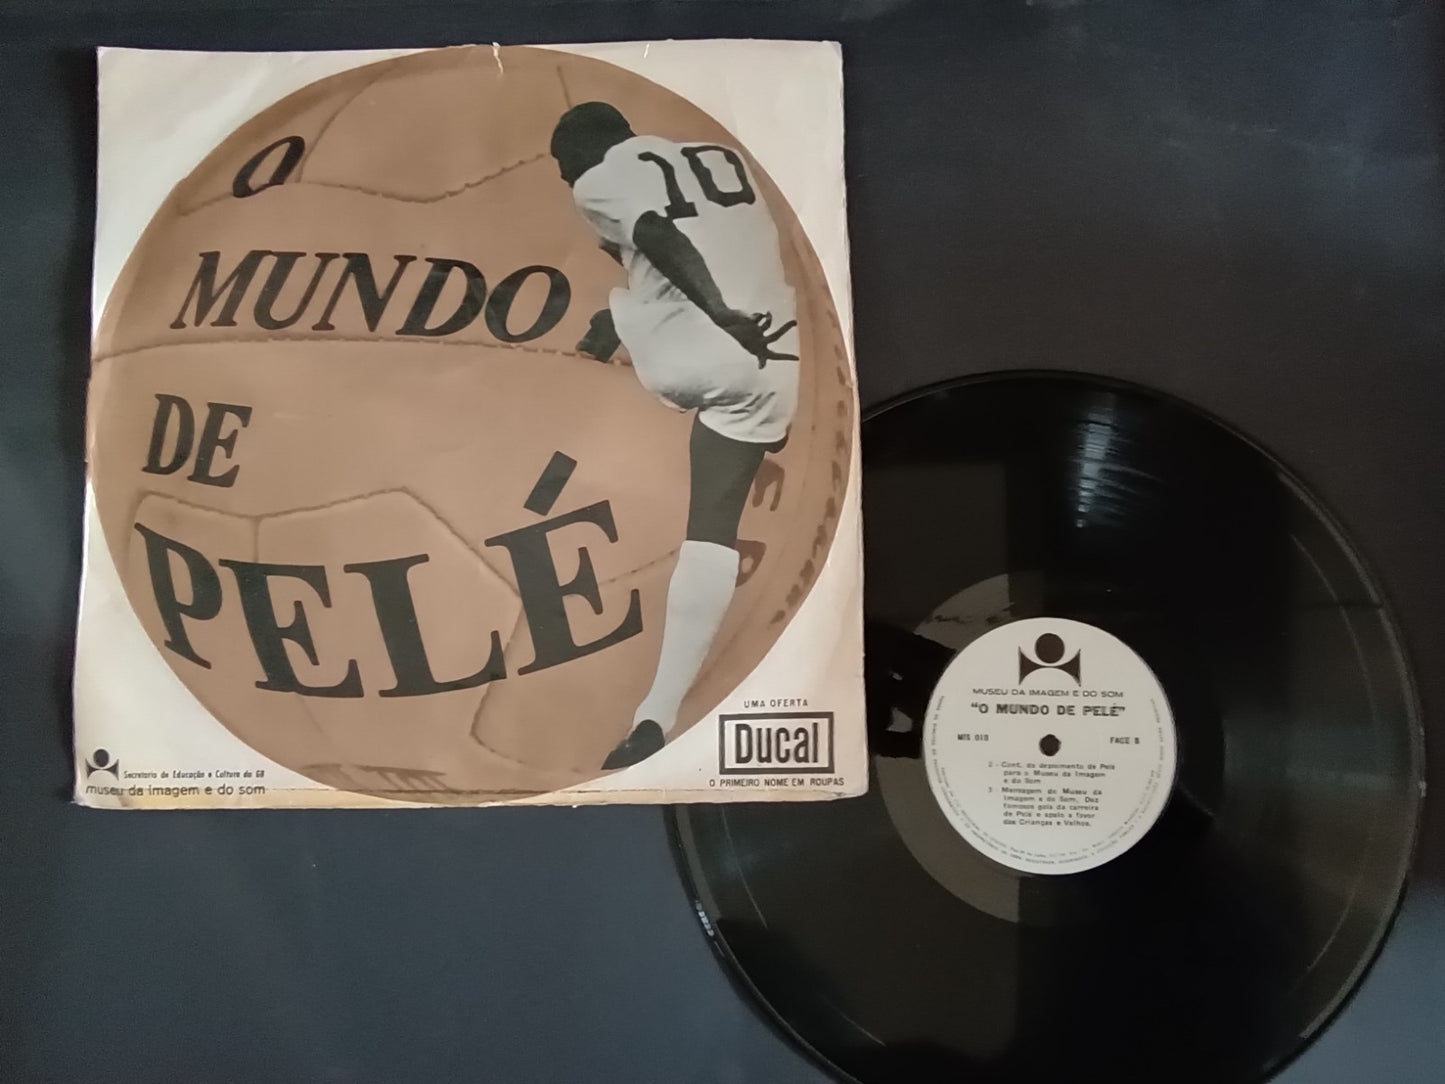 O
MUNDO
DE
PELÉ
10
UMA OFERTA
Ducal
O PRIMEIRO NOME EM ROUPAS
Secretaria de Educação e Cultura da GB
museu da imagem e do som
MUSEU DA IMAGEM E DO SOM
"O MUNDO DE PELÉ"
MIS 010 FACE B
2 - Cont. do depoimento de Pelé
para o Museu da Imagem
e do Som
3 Mensagem do Museu da
Imagem e do Som, Dez
famosos gols da carreira
de Pelé e apelo a favor
das Crianças e Velhos.